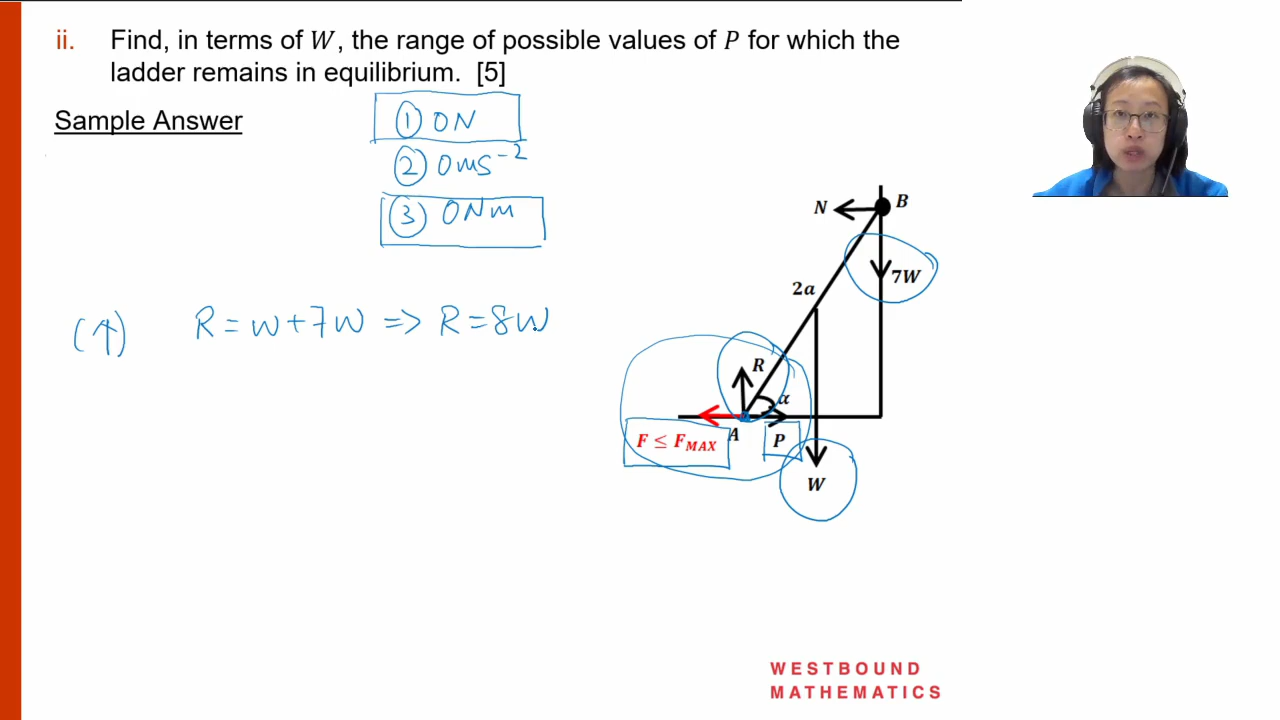 ii. Find, in terms of W, the range of possible values of P for which the
ladder remains in equilibrium. [5]
Sample Answer
① 0N
② 0ms⁻²
③ 0Nm
(↑) R = W + 7W => R = 8W
N
B
7W
2a
R
α
F ≤ F_MAX
A
P
W
WESTBOUND
MATHEMATICS